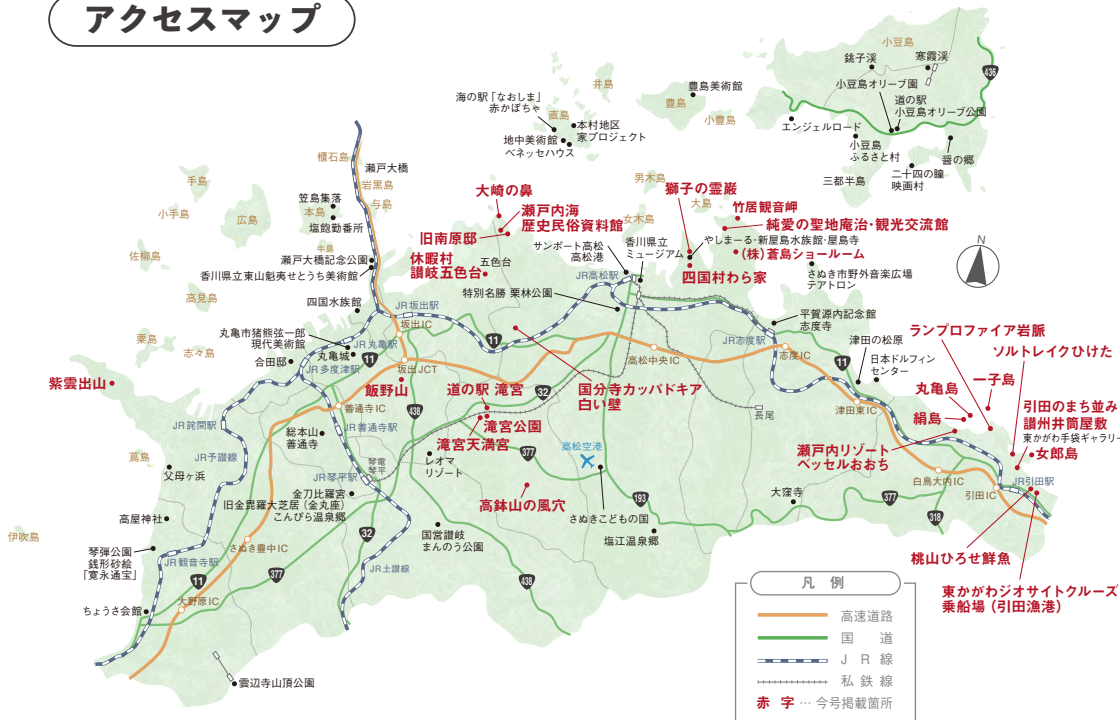 アクセスマップ
小豆島
銚子渓
寒霞渓
436
小豆島オリーブ園
道の駅
小豆島オリーブ公園
エンジェルロード
小豆島
ふるさと村
醤の郷
二十四の瞳
映画村
三都半島
井島
豊島美術館
豊島
小豊島
海の駅「なおしま」
赤かぼちゃ
直島
本村地区
家プロジェクト
地中美術館
ベネッセハウス
櫃石島
瀬戸大橋
岩黒島
与島
手島
小手島
広島
笠島集落
本島
塩飽勤番所
牛島
佐柳島
高見島
粟島
志々島
瀬戸大橋記念公園
香川県立東山魁夷せとうち美術館
四国水族館
大崎の鼻
瀬戸内海
歴史民俗資料館
旧南原邸
休暇村
讃岐五色台
五色台
男木島
女木島
大島
獅子の霊巌
竹居観音岬
純愛の聖地庵治・観光交流館
やしまーる・新屋島水族館・屋島寺
(株)蒼島ショールーム
四国村わら家
サンポート高松
高松港
香川県立
ミュージアム
JR高松駅
特別名勝 栗林公園
さぬき市野外音楽広場
テアトロン
N
平賀源内記念館
志度寺
JR志度駅
志度IC
津田の松原
日本ドルフィン
センター
11
津田東IC
ランプロファイア岩脈
ソルトレイクひけた
丸亀島
一子島
絹島
引田のまち並み
讃州井筒屋敷
東かがわ手袋ギャラリー
女郎島
瀬戸内リゾート
ベッセルおおち
白鳥大内IC
引田IC
JR引田駅
377
318
桃山ひろせ鮮魚
東かがわジオサイトクルーズ
乗船場(引田漁港)
JR坂出駅
坂出IC
丸亀市猪熊弦一郎
現代美術館
JR丸亀駅
丸亀城
合田邸
JR多度津駅
11
坂出JCT
11
高松中央IC
長尾
紫雲出山
飯野山
道の駅 滝宮
32
国分寺カッパドキア
白い壁
滝宮公園
滝宮天満宮
438
善通寺IC
総本山
善通寺
JR善通寺駅
JR詫間駅
JR予讃線
蔦島
父母ヶ浜
琴電
琴平
JR琴平駅
レオマ
リゾート
377
高松空港
高鉢山の風穴
193
さぬきこどもの国
塩江温泉郷
大窪寺
金刀比羅宮
旧金毘羅大芝居(金丸座)
こんぴら温泉郷
高屋神社
32
国営讃岐
まんのう公園
伊吹島
琴弾公園
銭形砂絵
「寛永通宝」
さぬき豊中IC
JR観音寺駅
11
377
JR土讃線
438
大野原IC
ちょうさ会館
雲辺寺山頂公園
凡例
高速道路
国道
JR線
私鉄線
赤字…今号掲載箇所